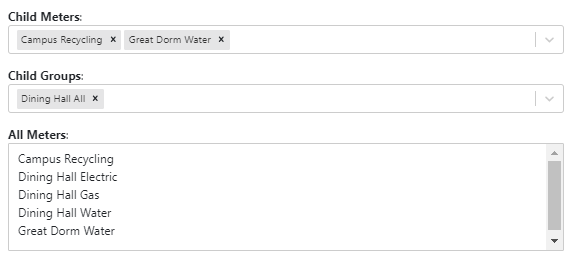 Child Meters:
Campus Recycling × Great Dorm Water ×
Child Groups:
Dining Hall All ×
All Meters:
Campus Recycling
Dining Hall Electric
Dining Hall Gas
Dining Hall Water
Great Dorm Water